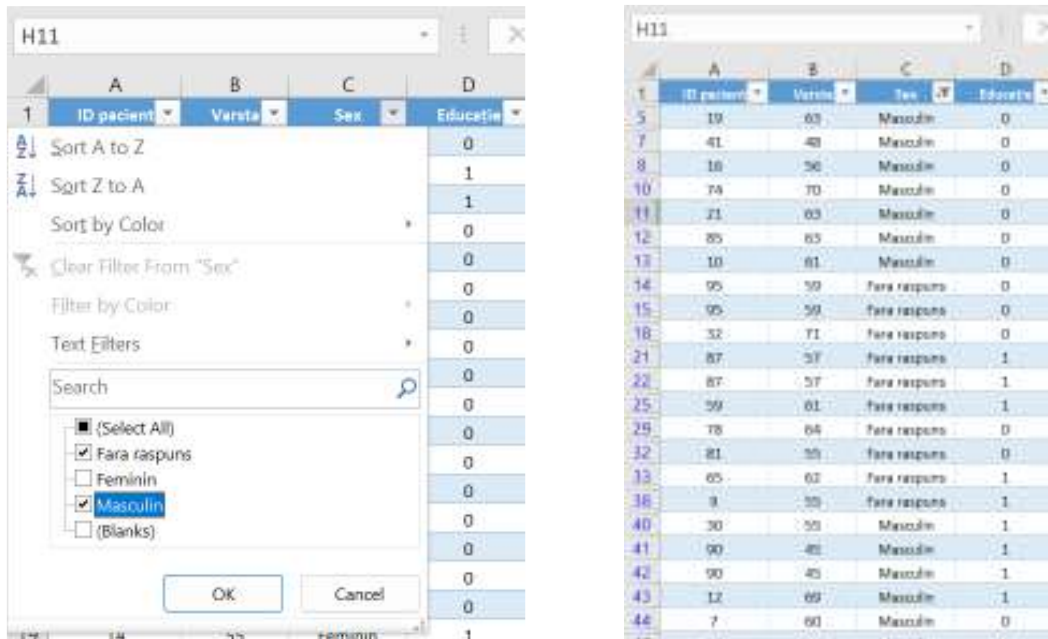 H11
A B C D
1 ID pacient Varsta Sex Educație
Sort A to Z
Sort Z to A
Sort by Color
Clear Filter From "Sex"
Filter by Color
Text Filters
Search
(Select All)
Fara raspuns
Feminin
Masculin
(Blanks)
OK Cancel
0
1
1
0
0
0
0
0
0
0
0
0
0
0
0
0
0
19 14 55 Feminin 1
H11
A B C D
1 ID pacient Varsta Sex Educație
5 19 63 Masculin 0
7 41 48 Masculin 0
8 16 56 Masculin 0
10 74 70 Masculin 0
11 21 63 Masculin 0
12 85 63 Masculin 0
13 10 61 Masculin 0
14 95 59 Fara raspuns 0
15 95 59 Fara raspuns 0
18 32 71 Fara raspuns 0
21 87 57 Fara raspuns 1
22 87 57 Fara raspuns 1
25 59 61 Fara raspuns 1
29 78 64 Fara raspuns 0
32 81 55 Fara raspuns 0
33 65 62 Fara raspuns 1
38 9 55 Fara raspuns 1
40 30 55 Masculin 1
41 90 45 Masculin 1
42 90 45 Masculin 1
43 12 69 Masculin 1
44 7 60 Masculin 0